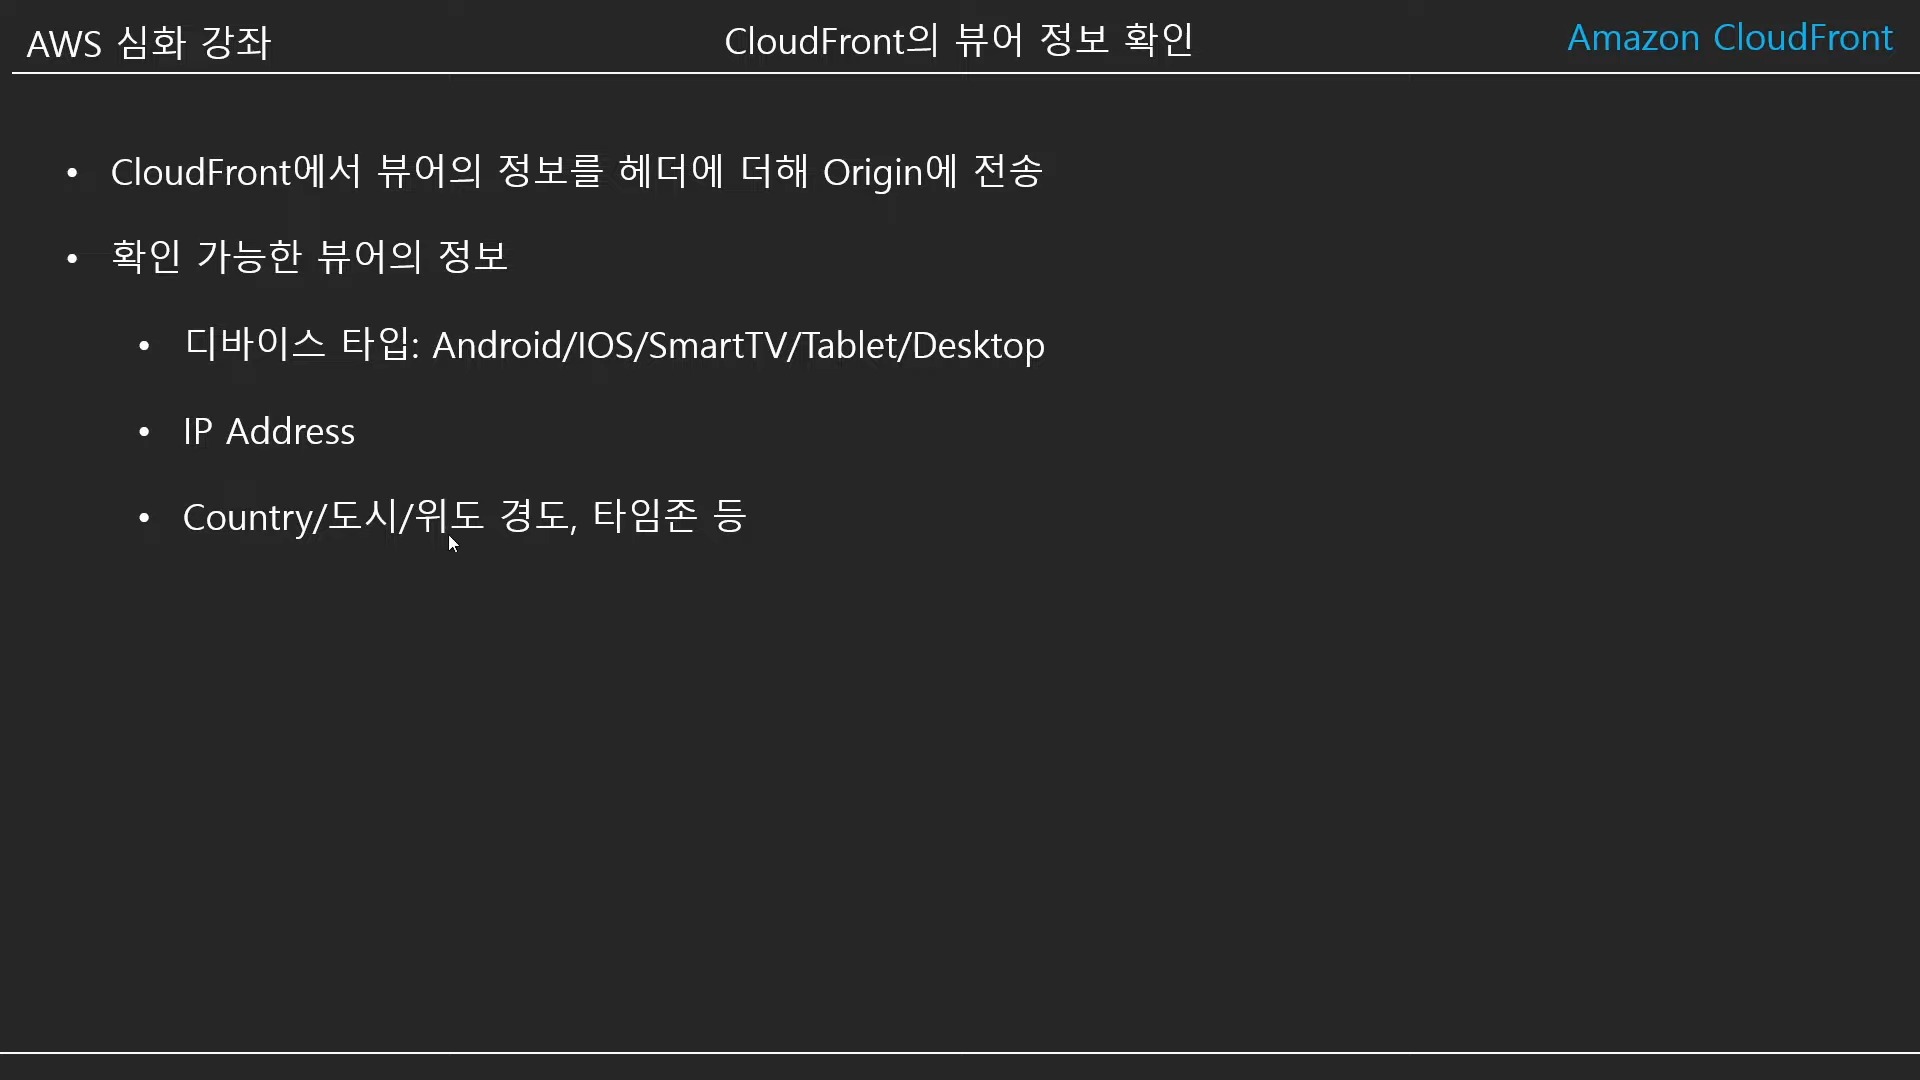 AWS 심화 강좌
CloudFront의 뷰어 정보 확인
Amazon CloudFront
• CloudFront에서 뷰어의 정보를 헤더에 더해 Origin에 전송
• 확인 가능한 뷰어의 정보
• 디바이스 타입: Android/IOS/SmartTV/Tablet/Desktop
• IP Address
• Country/도시/위도 경도, 타임존 등